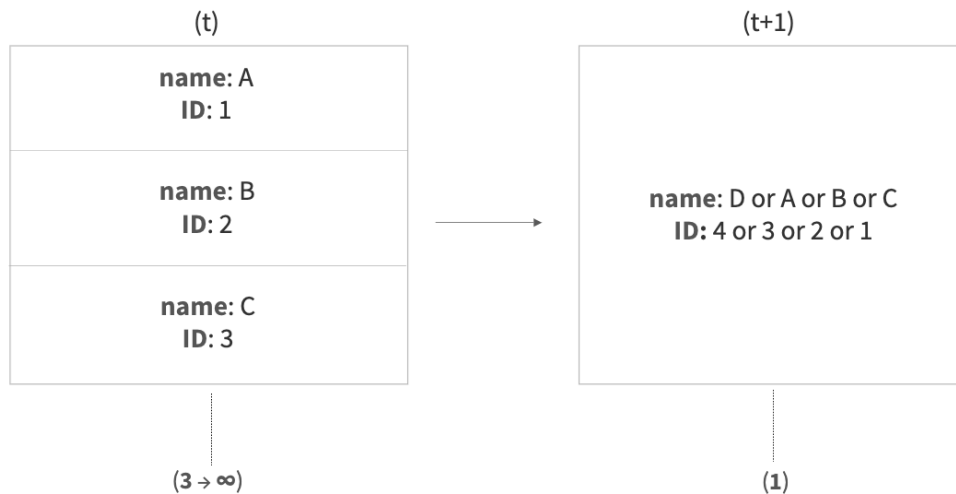 (t)
name: A
ID: 1
name: B
ID: 2
name: C
ID: 3
(3 → ∞)
(t+1)
name: D or A or B or C
ID: 4 or 3 or 2 or 1
(1)